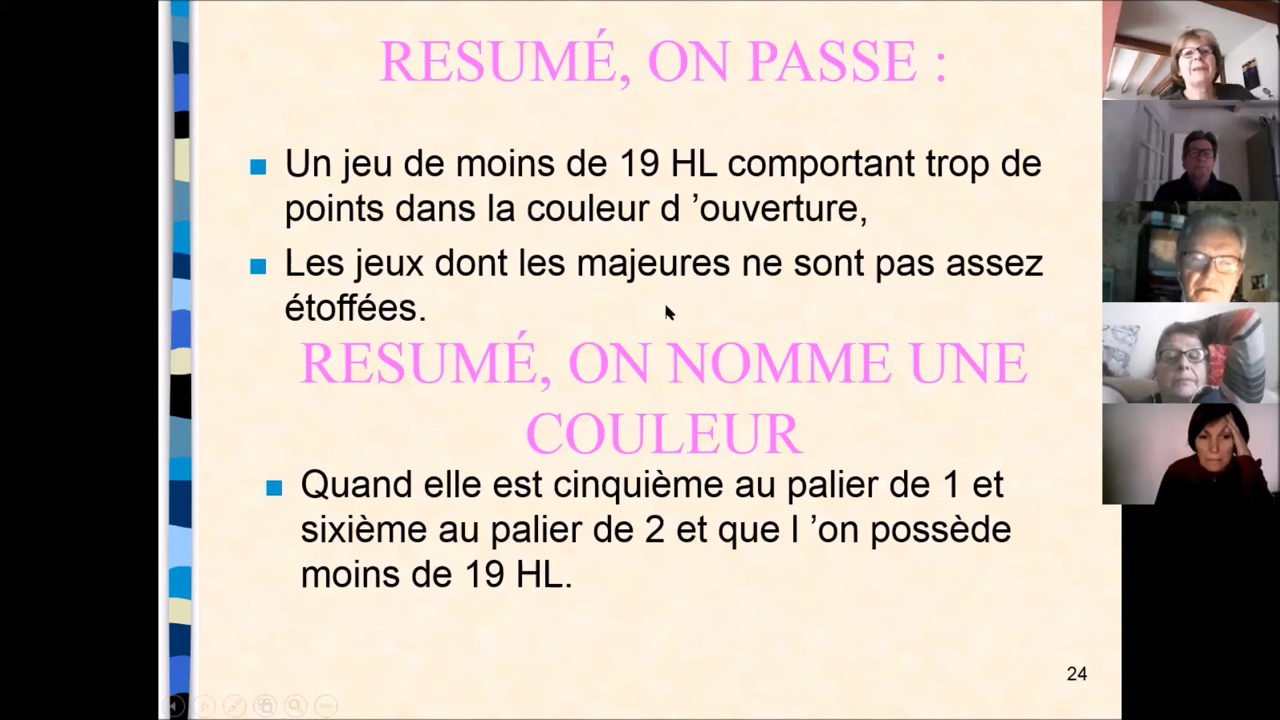 RESUMÉ, ON PASSE :
Un jeu de moins de 19 HL comportant trop de
points dans la couleur d ’ouverture,
Les jeux dont les majeures ne sont pas assez
étoffées.
RESUMÉ, ON NOMME UNE
COULEUR
Quand elle est cinquième au palier de 1 et
sixième au palier de 2 et que l ’on possède
moins de 19 HL.
24